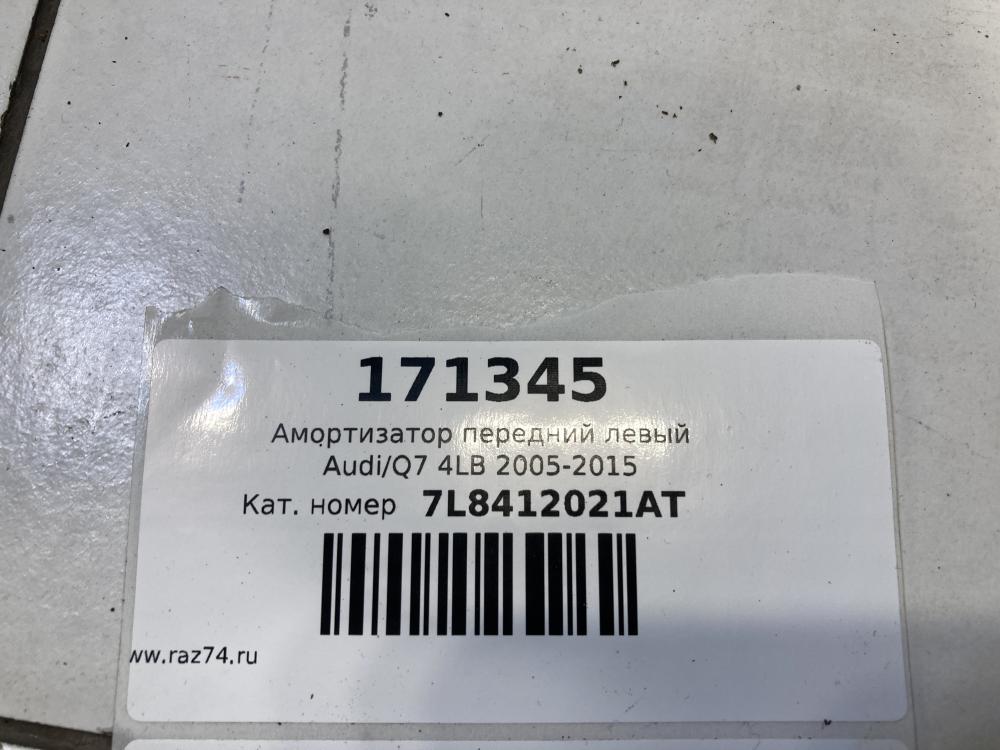 171345
Амортизатор передний левый
Audi/Q7 4LB 2005-2015
Кат. номер 7L8412021AT
ww.raz74.ru